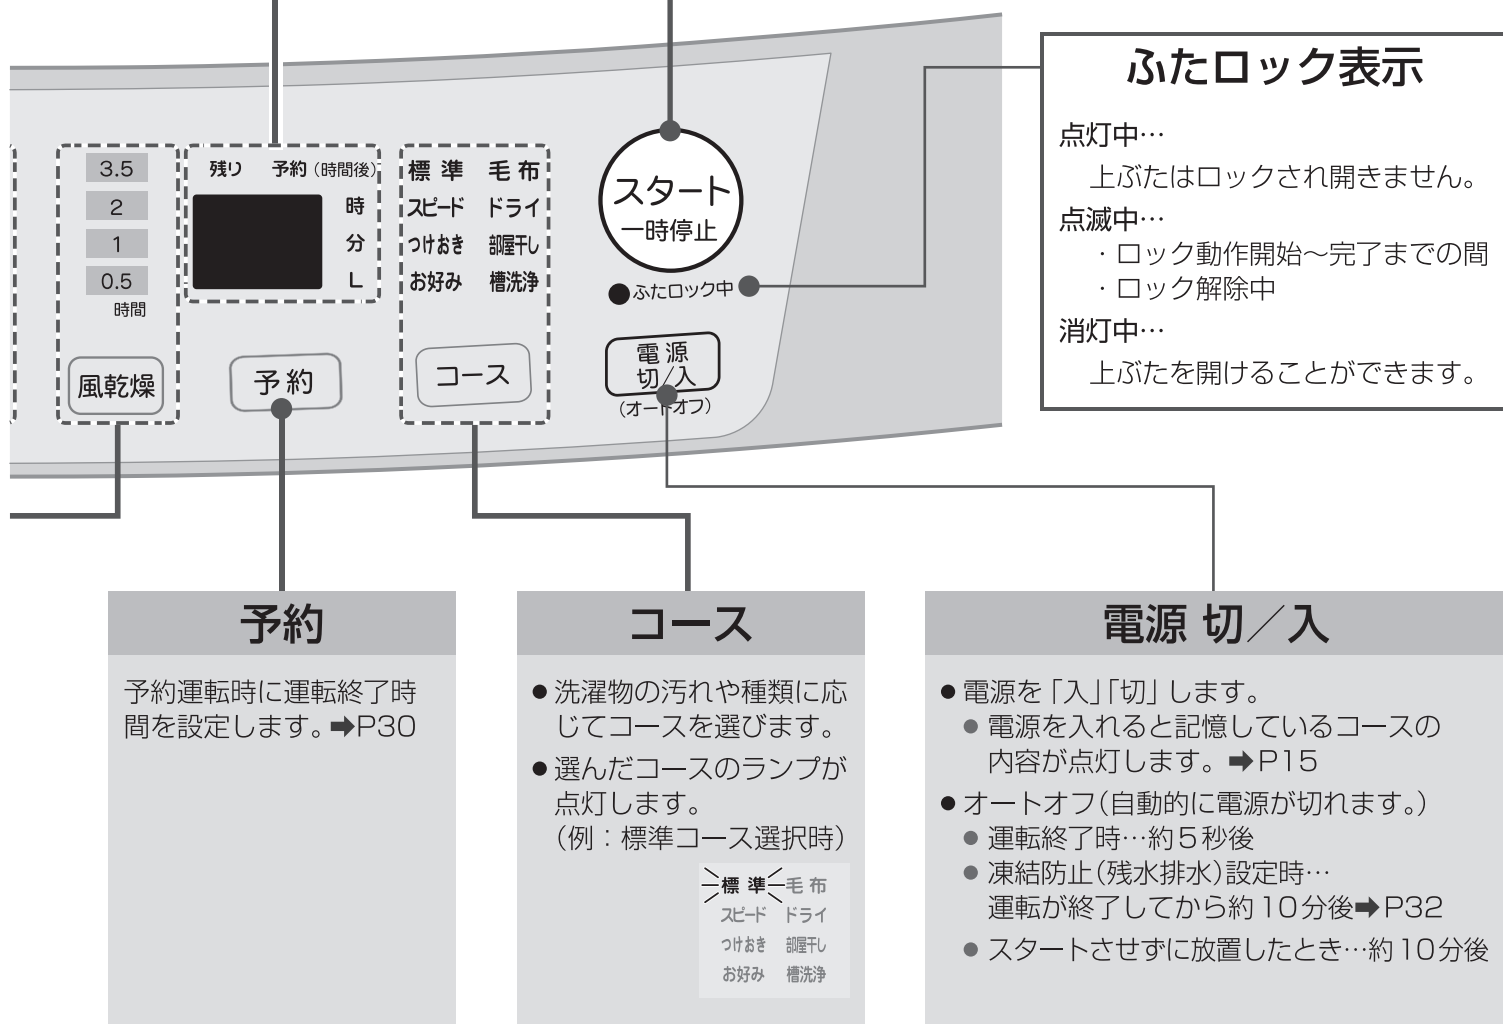 3.5
2
1
0.5
時間
風乾燥
残り 予約(時間後)
時
分
L
予約
標準 毛布
スピード ドライ
つけおき 部屋干し
お好み 槽洗浄
コース
スタート
一時停止
ふたロック中
電源
切/入
(オートオフ)
ふたロック表示
点灯中…
上ぶたはロックされ開きません。
点滅中…
・ロック動作開始～完了までの間
・ロック解除中
消灯中…
上ぶたを開けることができます。
予約
予約運転時に運転終了時
間を設定します。➡P30
コース
●洗濯物の汚れや種類に応
じてコースを選びます。
●選んだコースのランプが
点灯します。
(例：標準コース選択時)
標準 毛布
スピード ドライ
つけおき 部屋干し
お好み 槽洗浄
電源 切／入
●電源を「入」「切」します。
●電源を入れると記憶しているコースの
内容が点灯します。➡P15
●オートオフ(自動的に電源が切れます。)
●運転終了時…約5秒後
●凍結防止(残水排水)設定時…
運転が終了してから約10分後➡P32
●スタートさせずに放置したとき…約10分後